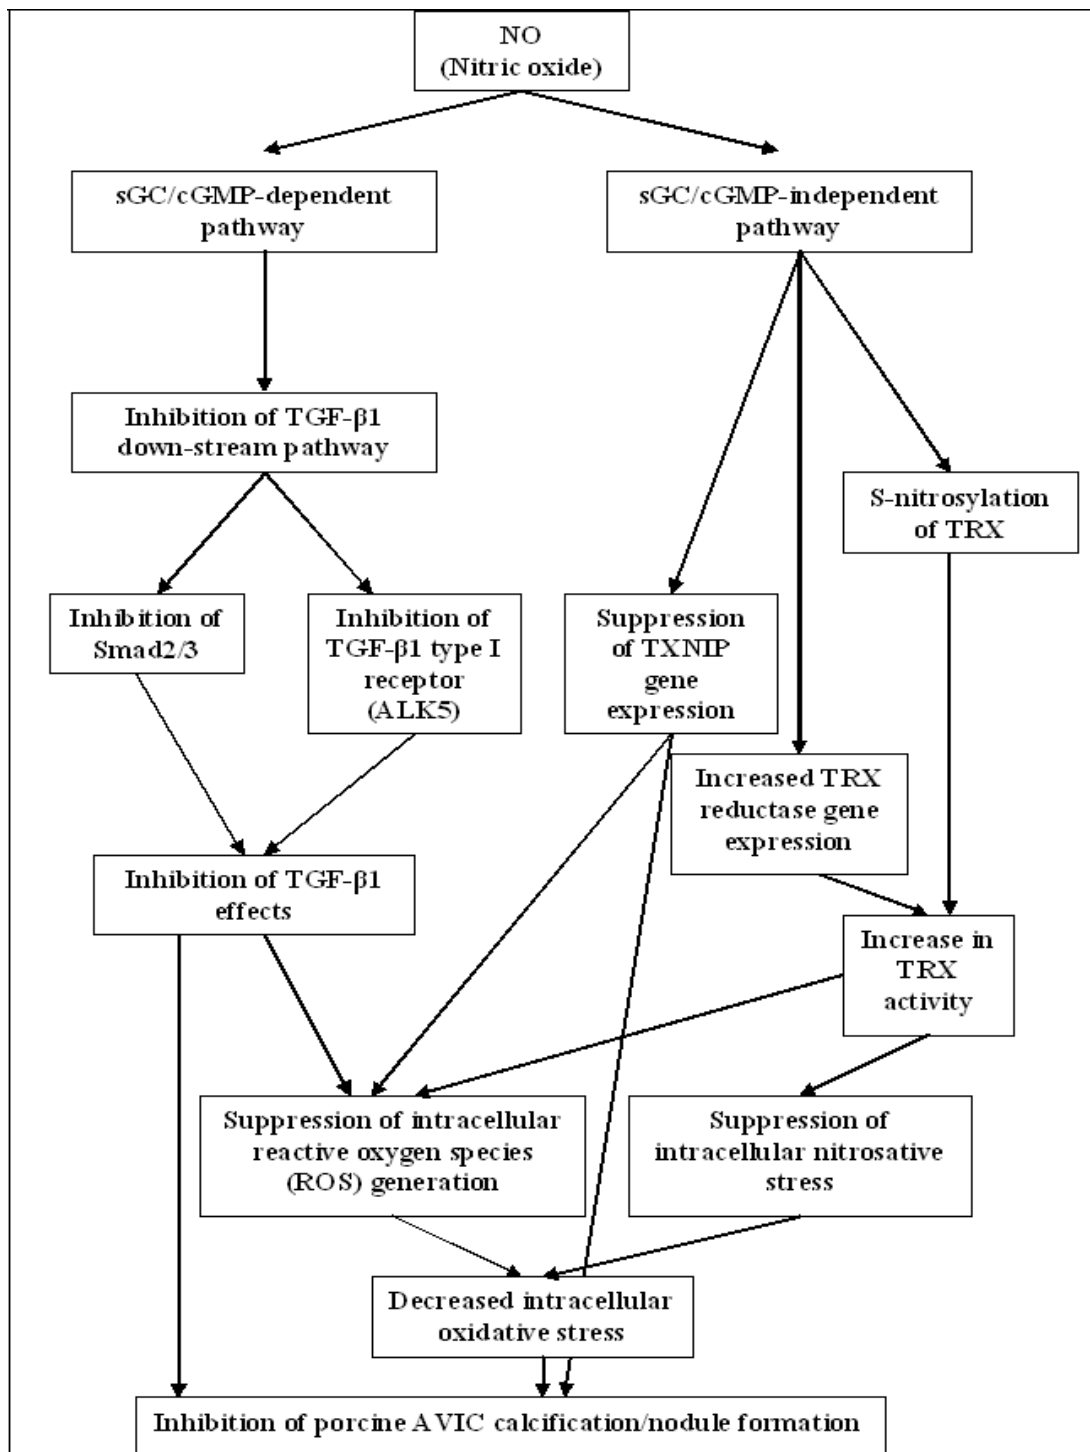 NO
(Nitric oxide)
sGC/cGMP-dependent
pathway
sGC/cGMP-independent
pathway
Inhibition of TGF-β1
down-stream pathway
S-nitrosylation
of TRX
Inhibition of
Smad2/3
Inhibition of
TGF-β1 type I
receptor
(ALK5)
Suppression
of TXNIP
gene
expression
Increased TRX
reductase gene
expression
Inhibition of TGF-β1
effects
Increase in
TRX
activity
Suppression of intracellular
reactive oxygen species
(ROS) generation
Suppression of
intracellular nitrosative
stress
Decreased intracellular
oxidative stress
Inhibition of porcine AVIC calcification/nodule formation